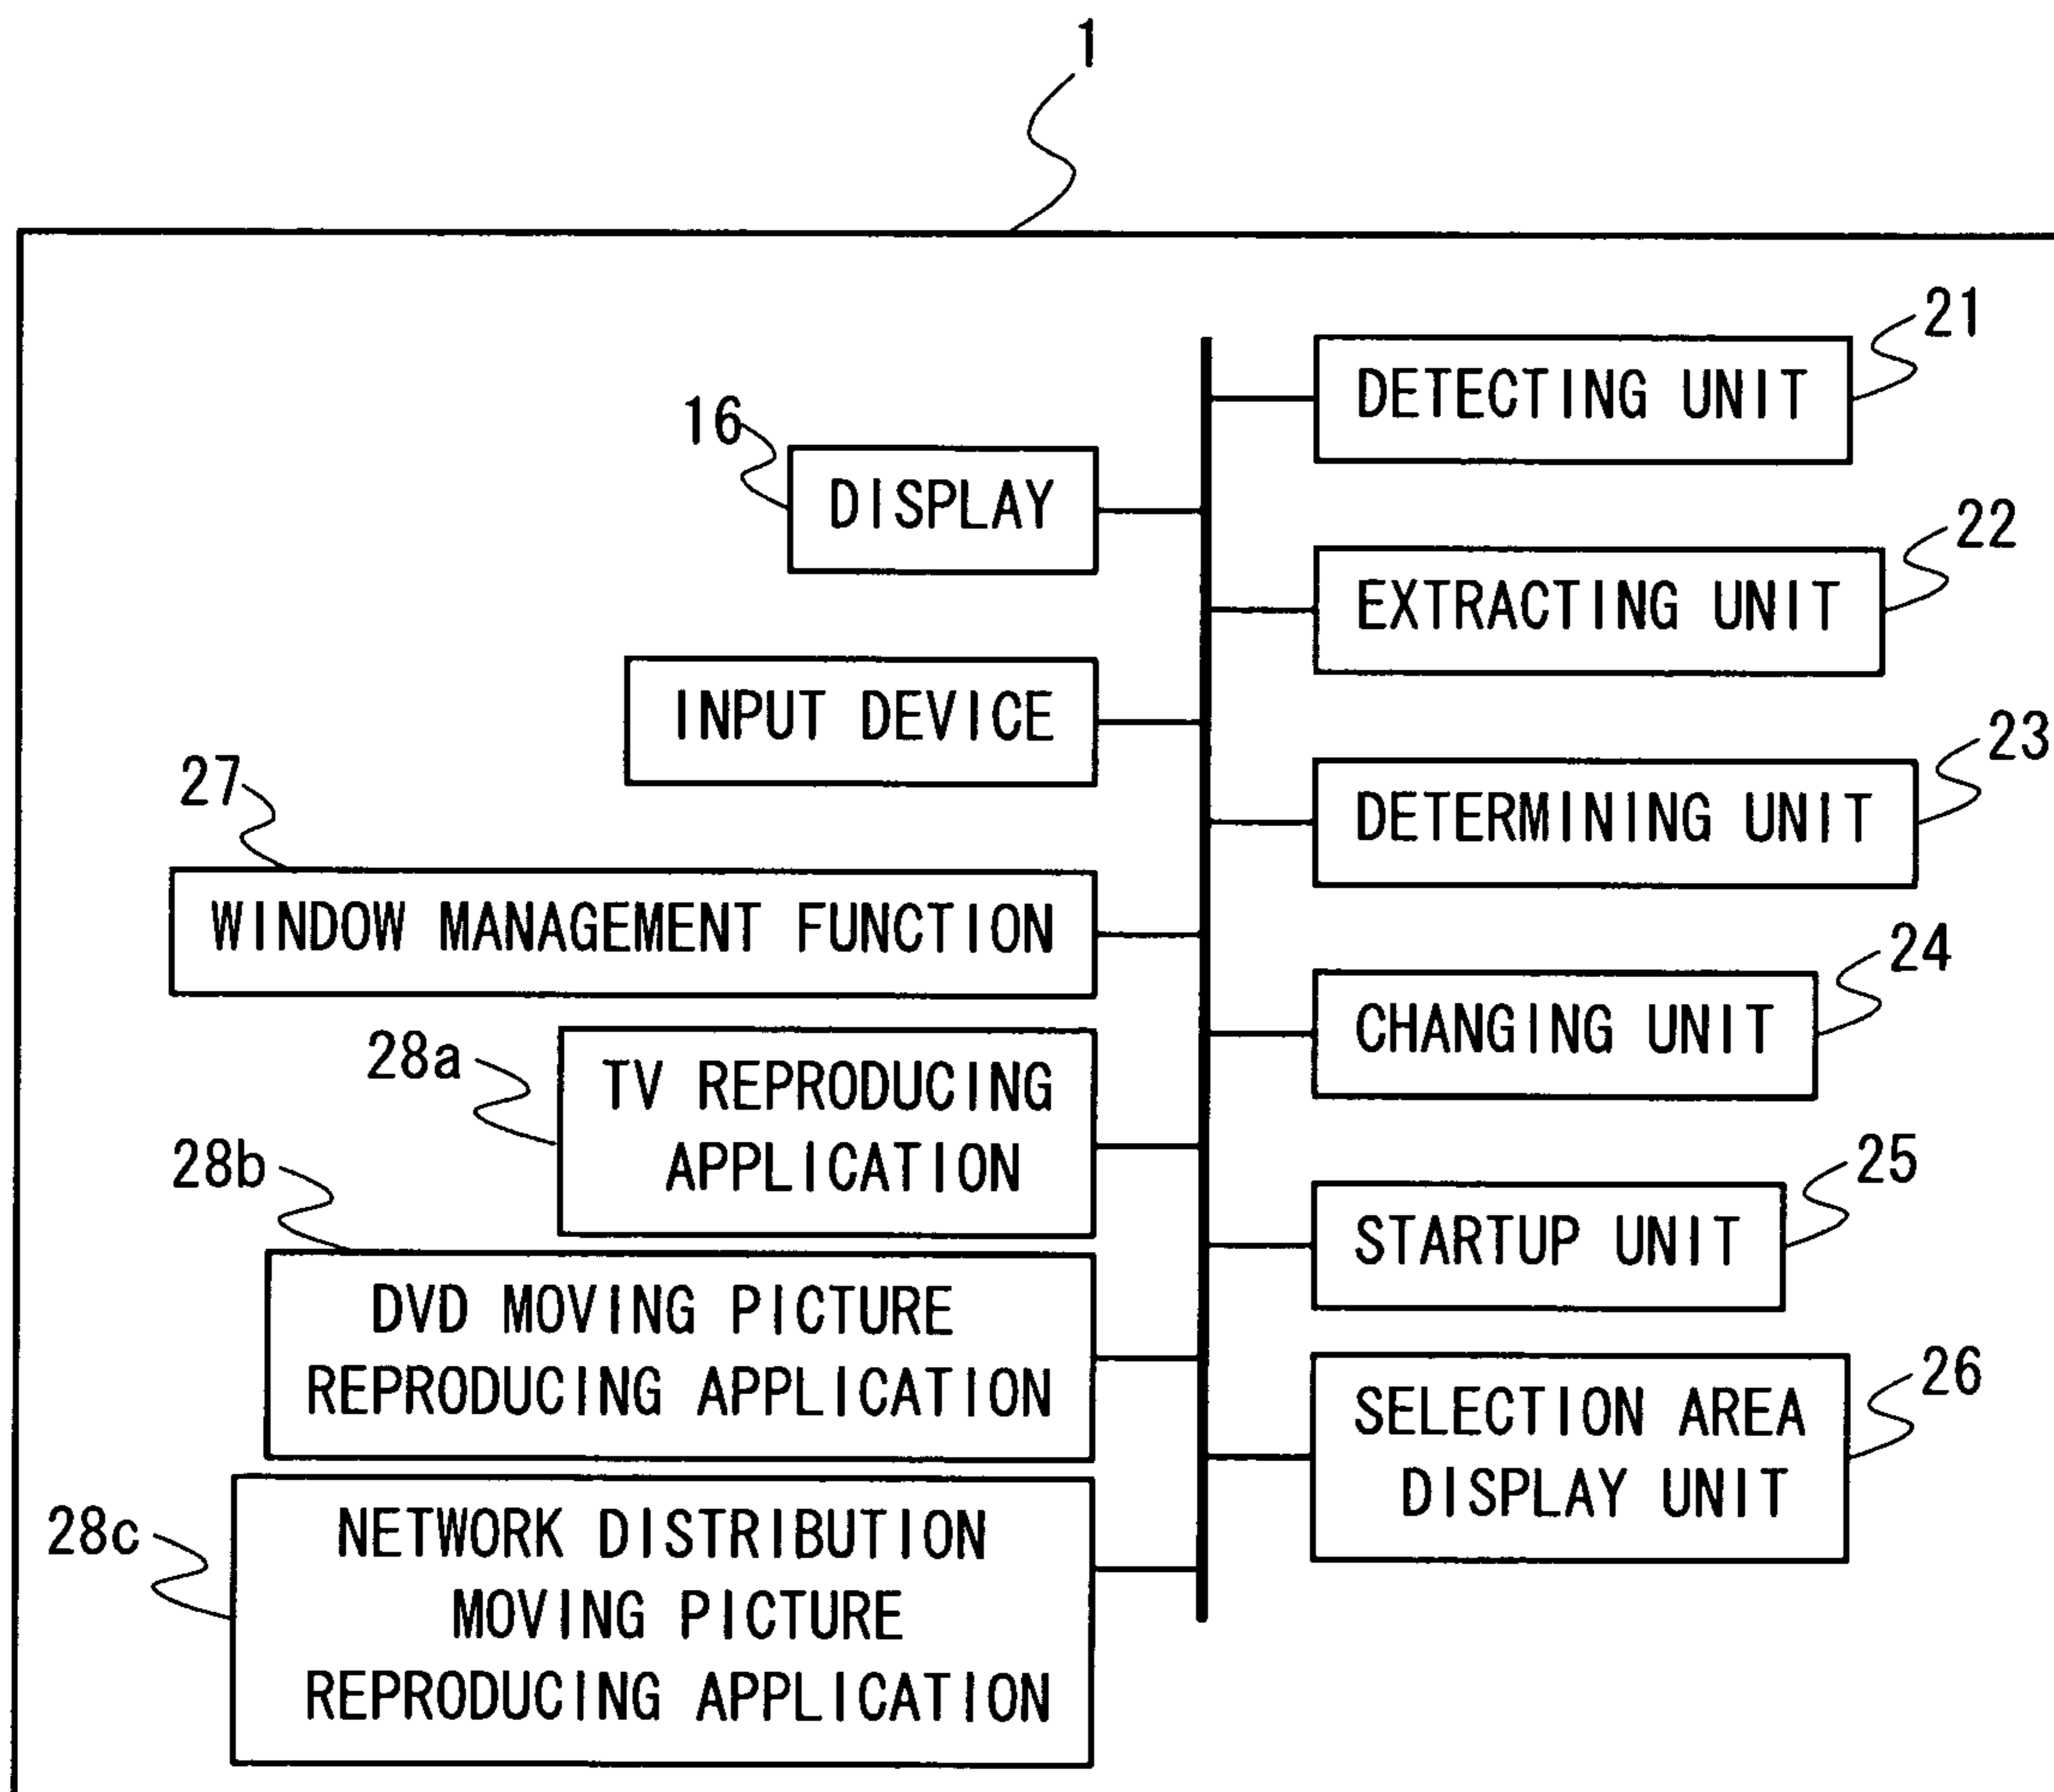 1
21
DETECTING UNIT
16
DISPLAY
22
EXTRACTING UNIT
INPUT DEVICE
23
DETERMINING UNIT
27
WINDOW MANAGEMENT FUNCTION
24
CHANGING UNIT
28a
TV REPRODUCING
APPLICATION
25
STARTUP UNIT
28b
DVD MOVING PICTURE
REPRODUCING APPLICATION
26
SELECTION AREA
DISPLAY UNIT
28c
NETWORK DISTRIBUTION
MOVING PICTURE
REPRODUCING APPLICATION